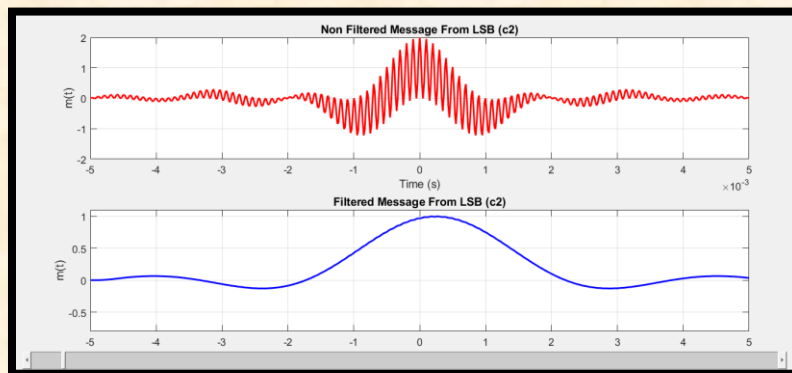 Non Filtered Message From LSB (c2)
2
1
0
-1
-2
m(t)
-5 -4 -3 -2 -1 0 1 2 3 4 5
Time (s)
×10-3
Filtered Message From LSB (c2)
1
0.5
0
-0.5
m(t)
-5 -4 -3 -2 -1 0 1 2 3 4 5